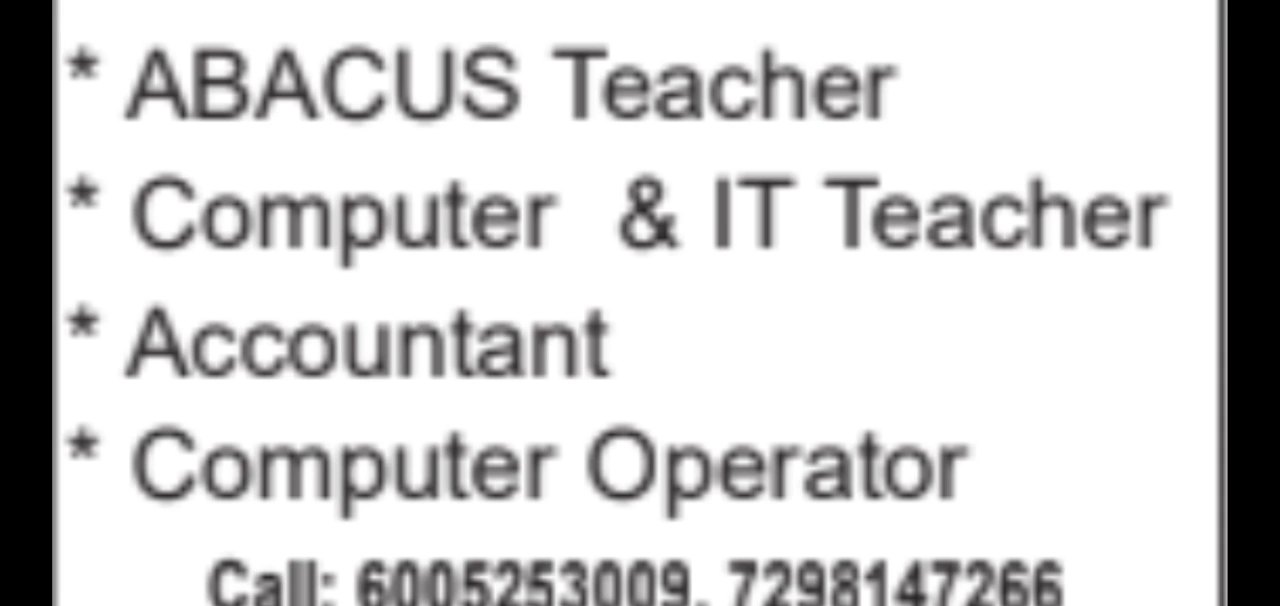 * ABACUS Teacher
* Computer & IT Teacher
* Accountant
* Computer Operator
Call: 6005253009, 7298147266